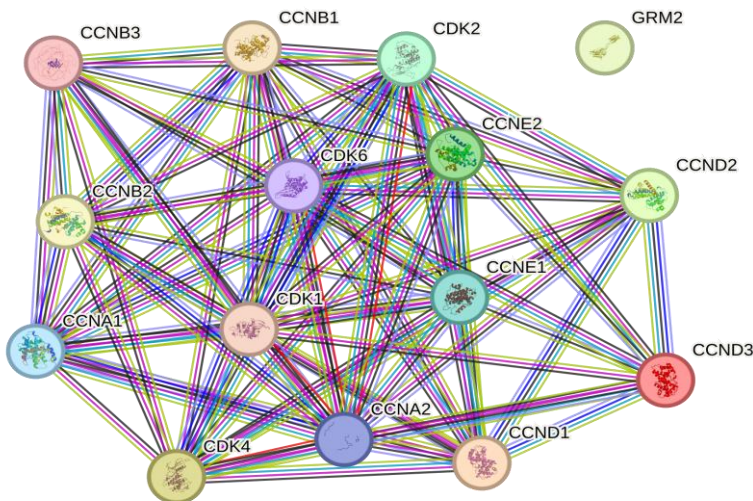 CCNB3
CCNB1
CDK2
GRM2
CCNE2
CDK6
CCND2
CCNB2
CCNE1
CDK1
CCNA1
CCND3
CCNA2
CCND1
CDK4